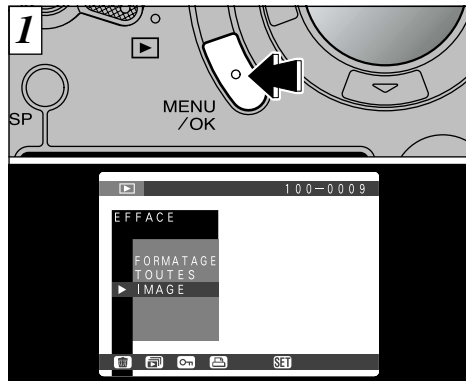 1
MENU
/OK
SP
100-0009
EFFACE
FORMATAGE
TOUTES
IMAGE
SET